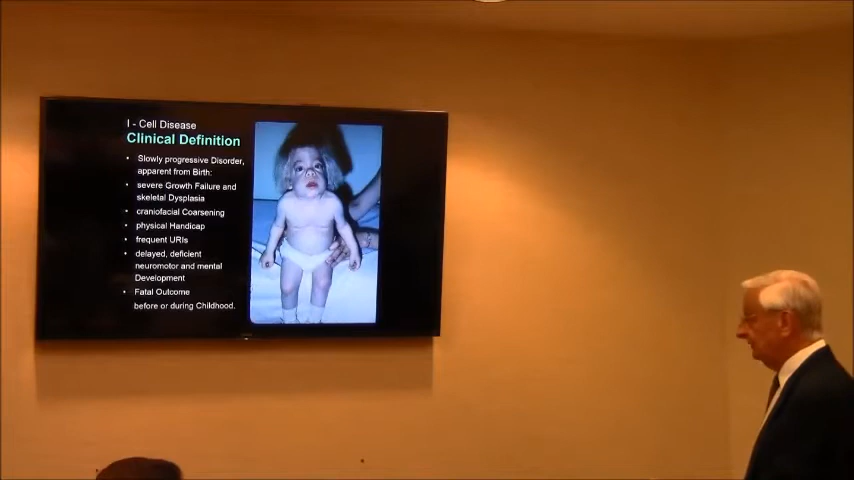 I - Cell Disease
Clinical Definition
• Slowly progressive Disorder,
apparent from Birth:
• severe Growth Failure and
skeletal Dysplasia
• craniofacial Coarsening
• physical Handicap
• frequent URIs
• delayed, deficient
neuromotor and mental
Development
• Fatal Outcome
before or during Childhood.